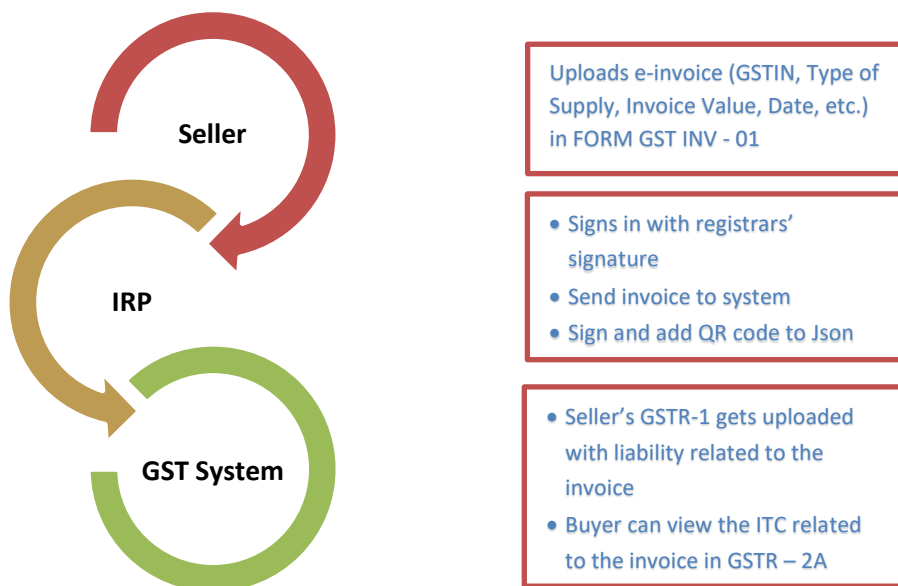 Seller
Uploads e-invoice (GSTIN, Type of
Supply, Invoice Value, Date, etc.)
in FORM GST INV - 01
IRP
• Signs in with registrars’
signature
• Send invoice to system
• Sign and add QR code to Json
GST System
• Seller’s GSTR-1 gets uploaded
with liability related to the
invoice
• Buyer can view the ITC related
to the invoice in GSTR – 2A